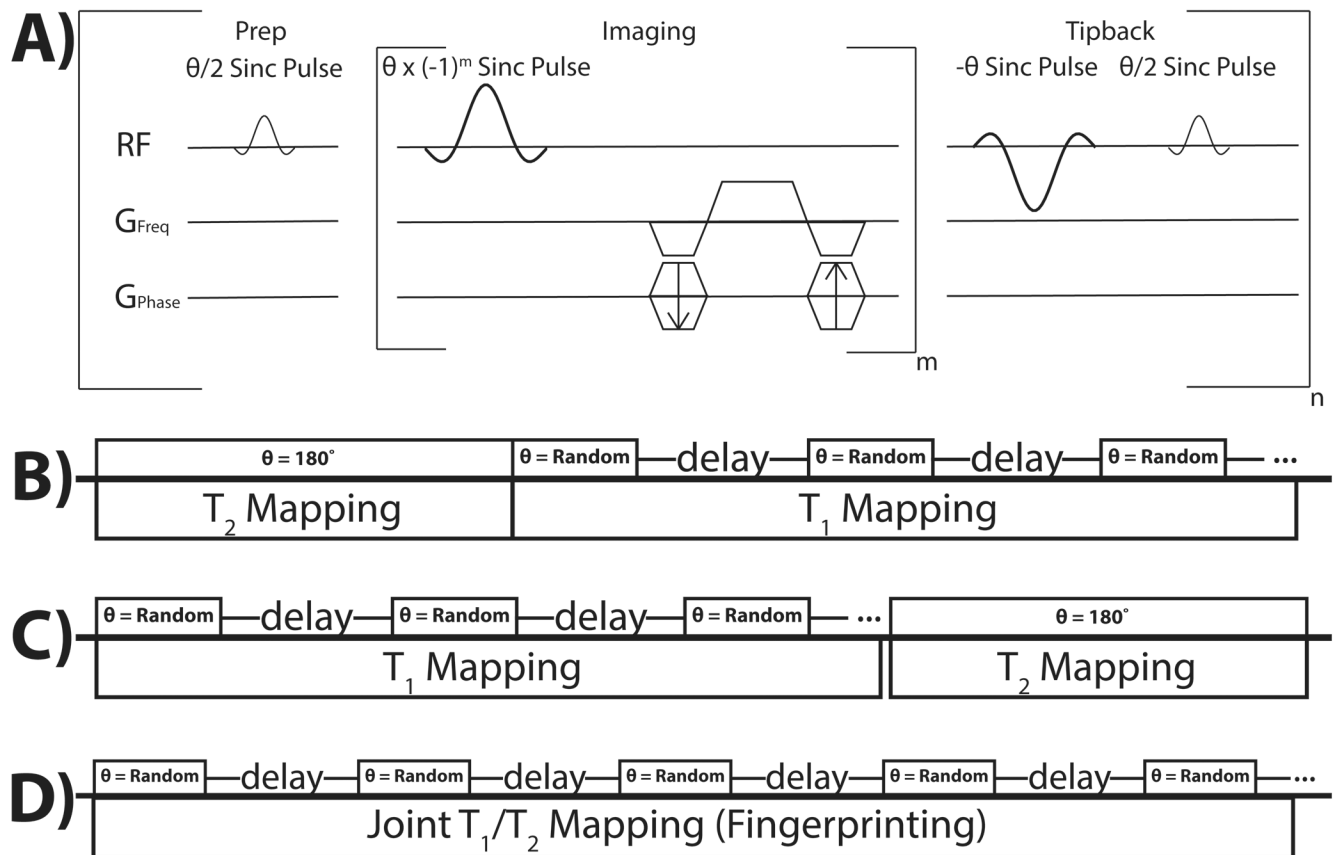 A)
Prep
Imaging
Tipback
θ/2 Sinc Pulse
θ x (-1)ᵐ Sinc Pulse
-θ Sinc Pulse
θ/2 Sinc Pulse
RF
GFreq
GPhase
m
n
B)
θ = 180°
θ = Random
delay
θ = Random
delay
θ = Random
...
T₂ Mapping
T₁ Mapping
C)
θ = Random
delay
θ = Random
delay
θ = Random
...
θ = 180°
T₁ Mapping
T₂ Mapping
D)
θ = Random
delay
θ = Random
delay
θ = Random
delay
θ = Random
delay
θ = Random
...
Joint T₁/T₂ Mapping (Fingerprinting)